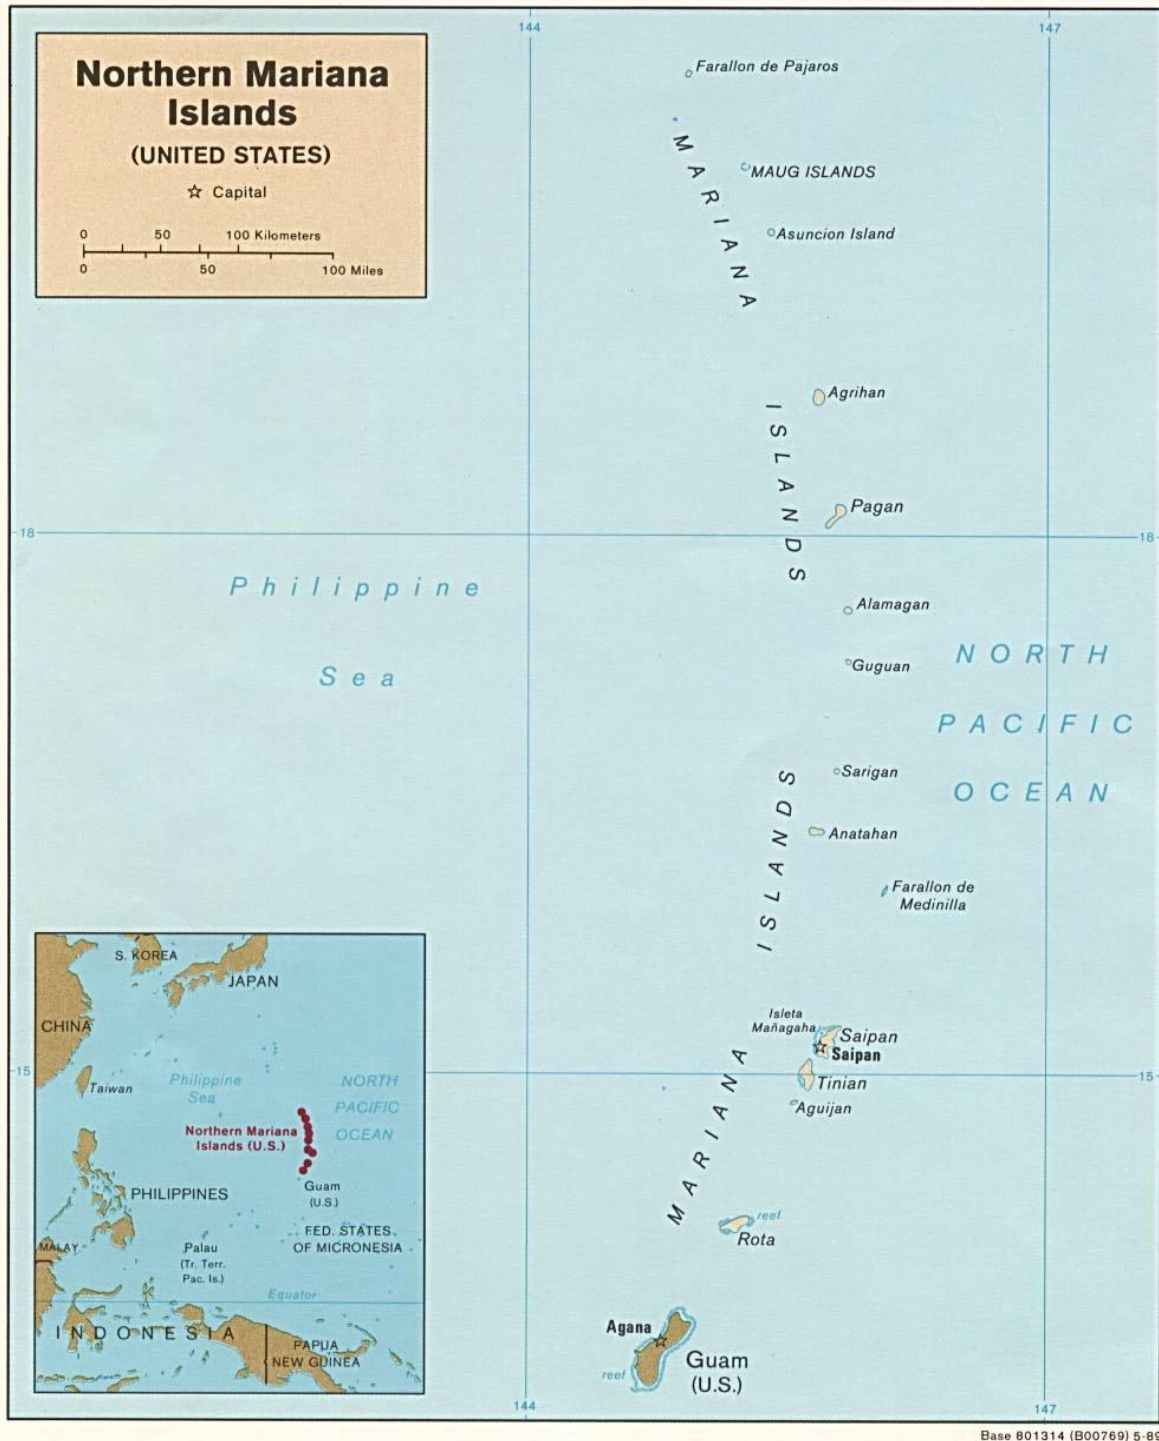 144
147
Northern Mariana
Islands
(UNITED STATES)
☆ Capital
0 50 100 Kilometers
0 50 100 Miles
Farallon de Pajaros
MAUG ISLANDS
Asuncion Island
MARIANA
ISLANDS
Agrihan
Pagan
18
18
Philippine
Sea
Alamagan
Guguan
NORTH
PACIFIC
OCEAN
Sarigan
Anatahan
Farallon de
Medinilla
MARIANA ISLANDS
Isleta
Mañagaha
Saipan
Saipan
15
15
Tinian
Aguijan
reef
Rota
Agana
Guam
(U.S.)
reef
S. KOREA
JAPAN
CHINA
Taiwan
Philippine
Sea
NORTH
PACIFIC
OCEAN
Northern Mariana
Islands (U.S.)
Guam
(U.S.)
PHILIPPINES
FED. STATES
OF MICRONESIA
MALAY.
Palau
(Tr. Terr.
Pac. Is.)
Equator
INDONESIA
PAPUA
NEW GUINEA
144
147
Base 801314 (B00769) 5-89